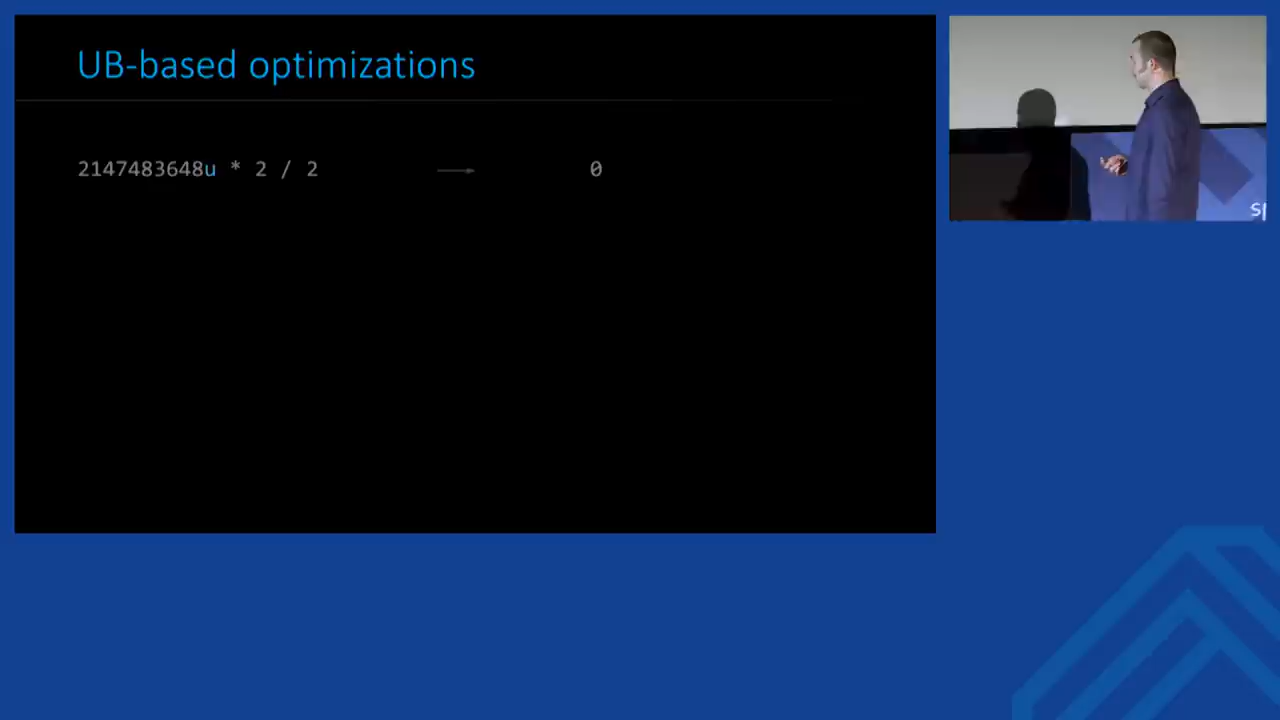 UB-based optimizations
2147483648u * 2 / 2 → 0